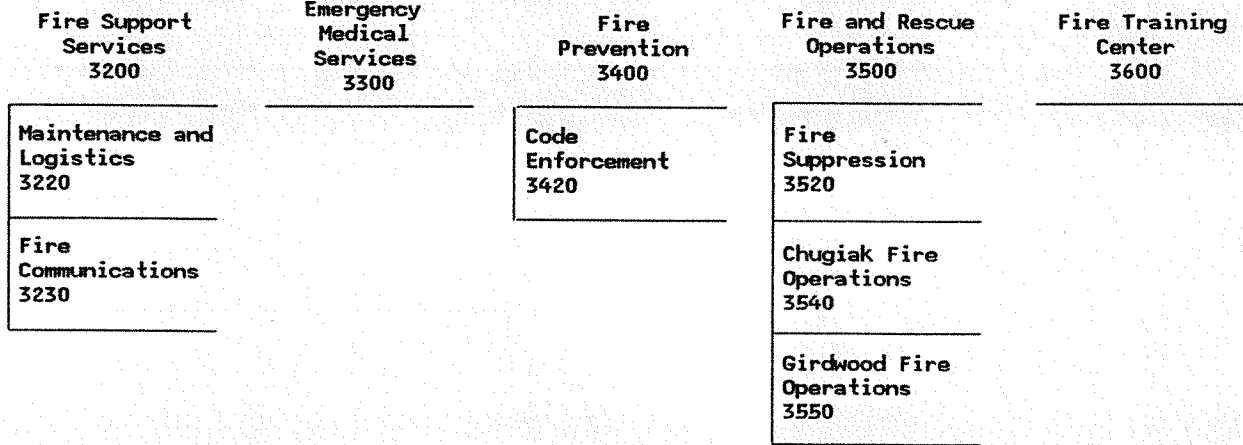 Fire Support
Services
3200
Emergency
Medical
Services
3300
Fire
Prevention
3400
Fire and Rescue
Operations
3500
Fire Training
Center
3600
Maintenance and
Logistics
3220
Fire
Communications
3230
Code
Enforcement
3420
Fire
Suppression
3520
Chugiak Fire
Operations
3540
Girdwood Fire
Operations
3550